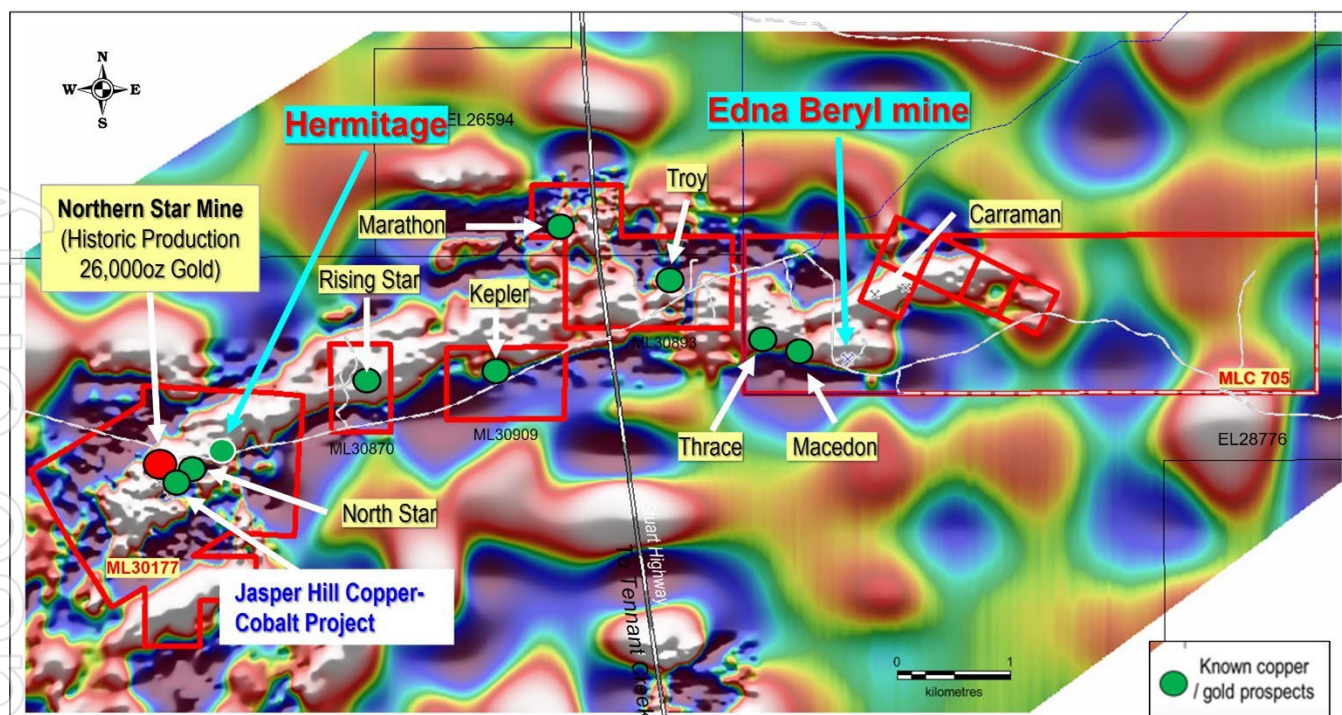 N
W E
S
Hermitage
EL26594
Edna Beryl mine
Northern Star Mine
(Historic Production
26,000oz Gold)
Marathon
Troy
Carraman
Rising Star
Kepler
ML30893
MLC 705
ML30870
ML30909
Thrace
Macedon
EL28776
North Star
ML30177
Jasper Hill Copper-
Cobalt Project
Stuart Highway
To Tennant Creek
0 1
kilometres
Known copper
/ gold prospects